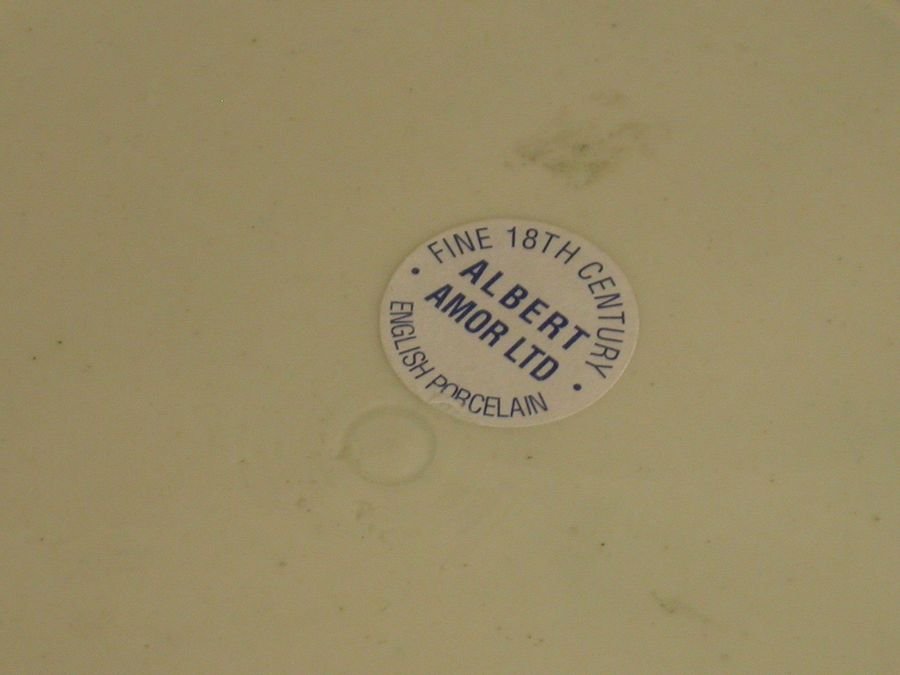 FINE 18TH CENTURY
ALBERT
AMOR LTD
ENGLISH PORCELAIN